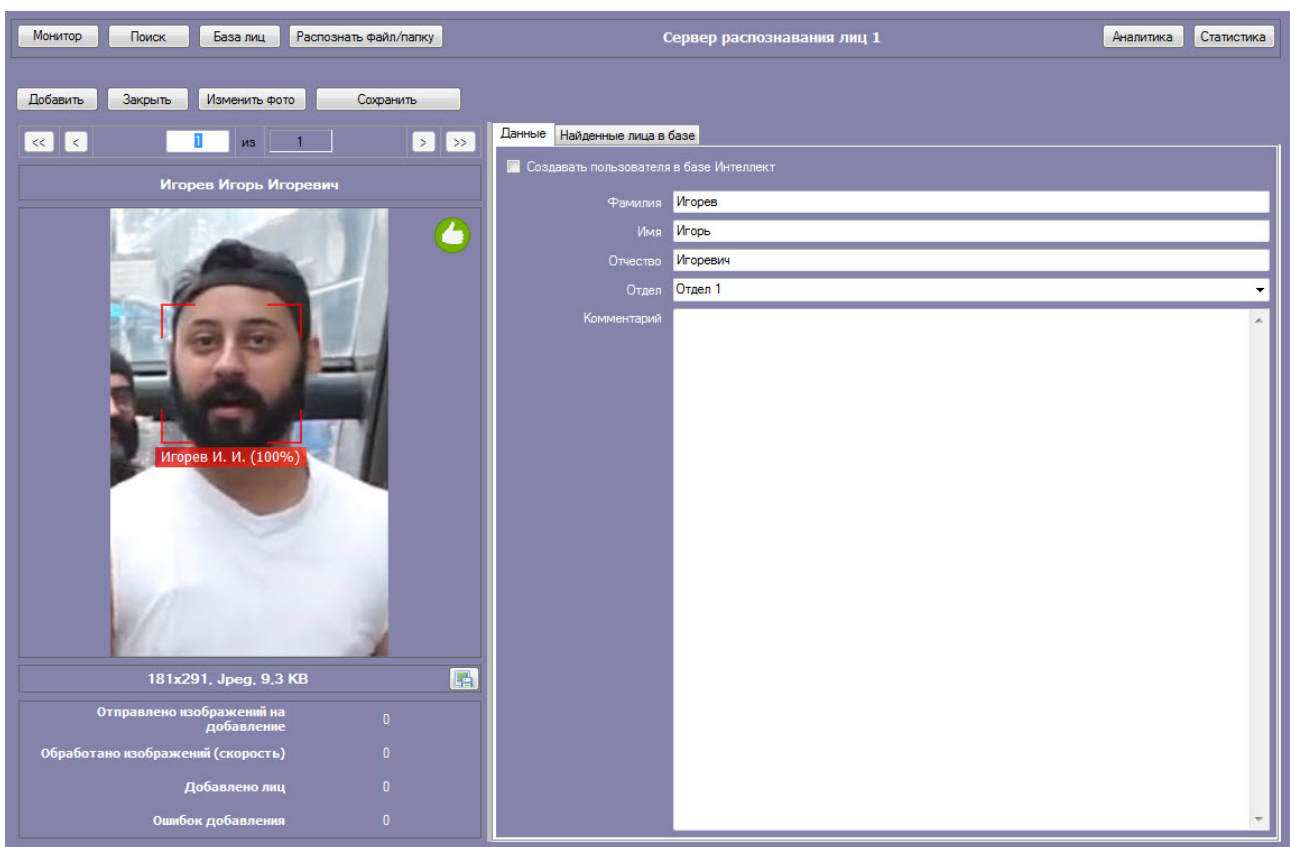 Монитор
Поиск
База лиц
Распознать файл/папку
Сервер распознавания лиц 1
Аналитика
Статистика
Добавить
Закрыть
Изменить фото
Сохранить
<<
<
1
из
1
>
>>
Игорев Игорь Игоревич
Игорев И. И. (100%)
181x291, Jpeg, 9,3 KB
Отправлено изображений на
добавление
0
Обработано изображений (скорость)
0
Добавлено лиц
0
Ошибок добавления
0
Данные
Найденные лица в базе
Создавать пользователя в базе Интеллект
Фамилия
Игорев
Имя
Игорь
Отчество
Игоревич
Отдел
Отдел 1
Комментарий